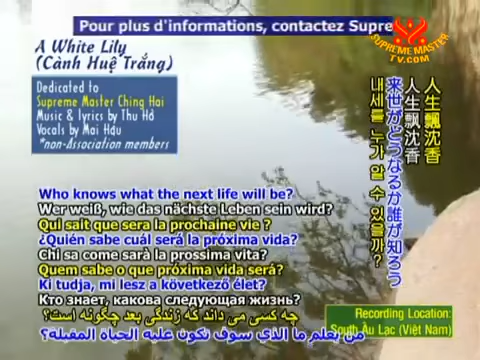 Pour plus d'informations, contactez Supre
SUPREME MASTER
TV.COM
A White Lily
(Cành Huệ Trắng)
Dedicated to
Supreme Master Ching Hai
Music & lyrics by Thu Hồ
Vocals by Mai Hậu
*non-Association members
人生飄沈香
人生飘沈香
来世がどうなるか誰が知ろう
내세를 누가 알 수 있을까?
Who knows what the next life will be?
Wer weiß, wie das nächste Leben sein wird?
Qui sait que sera la prochaine vie ?
¿Quién sabe cuál será la próxima vida?
Chi sa come sarà la prossima vita?
Quem sabe o que próxima vida será?
Ki tudja, mi lesz a következő élet?
Кто знает, какова следующая жизнь?
چه کسی می داند که زندگی بعد چگونه است؟
من يعلم ما الذي سوف تكون عليه الحياة المقبلة؟
Recording Location:
South Âu Lạc (Việt Nam)